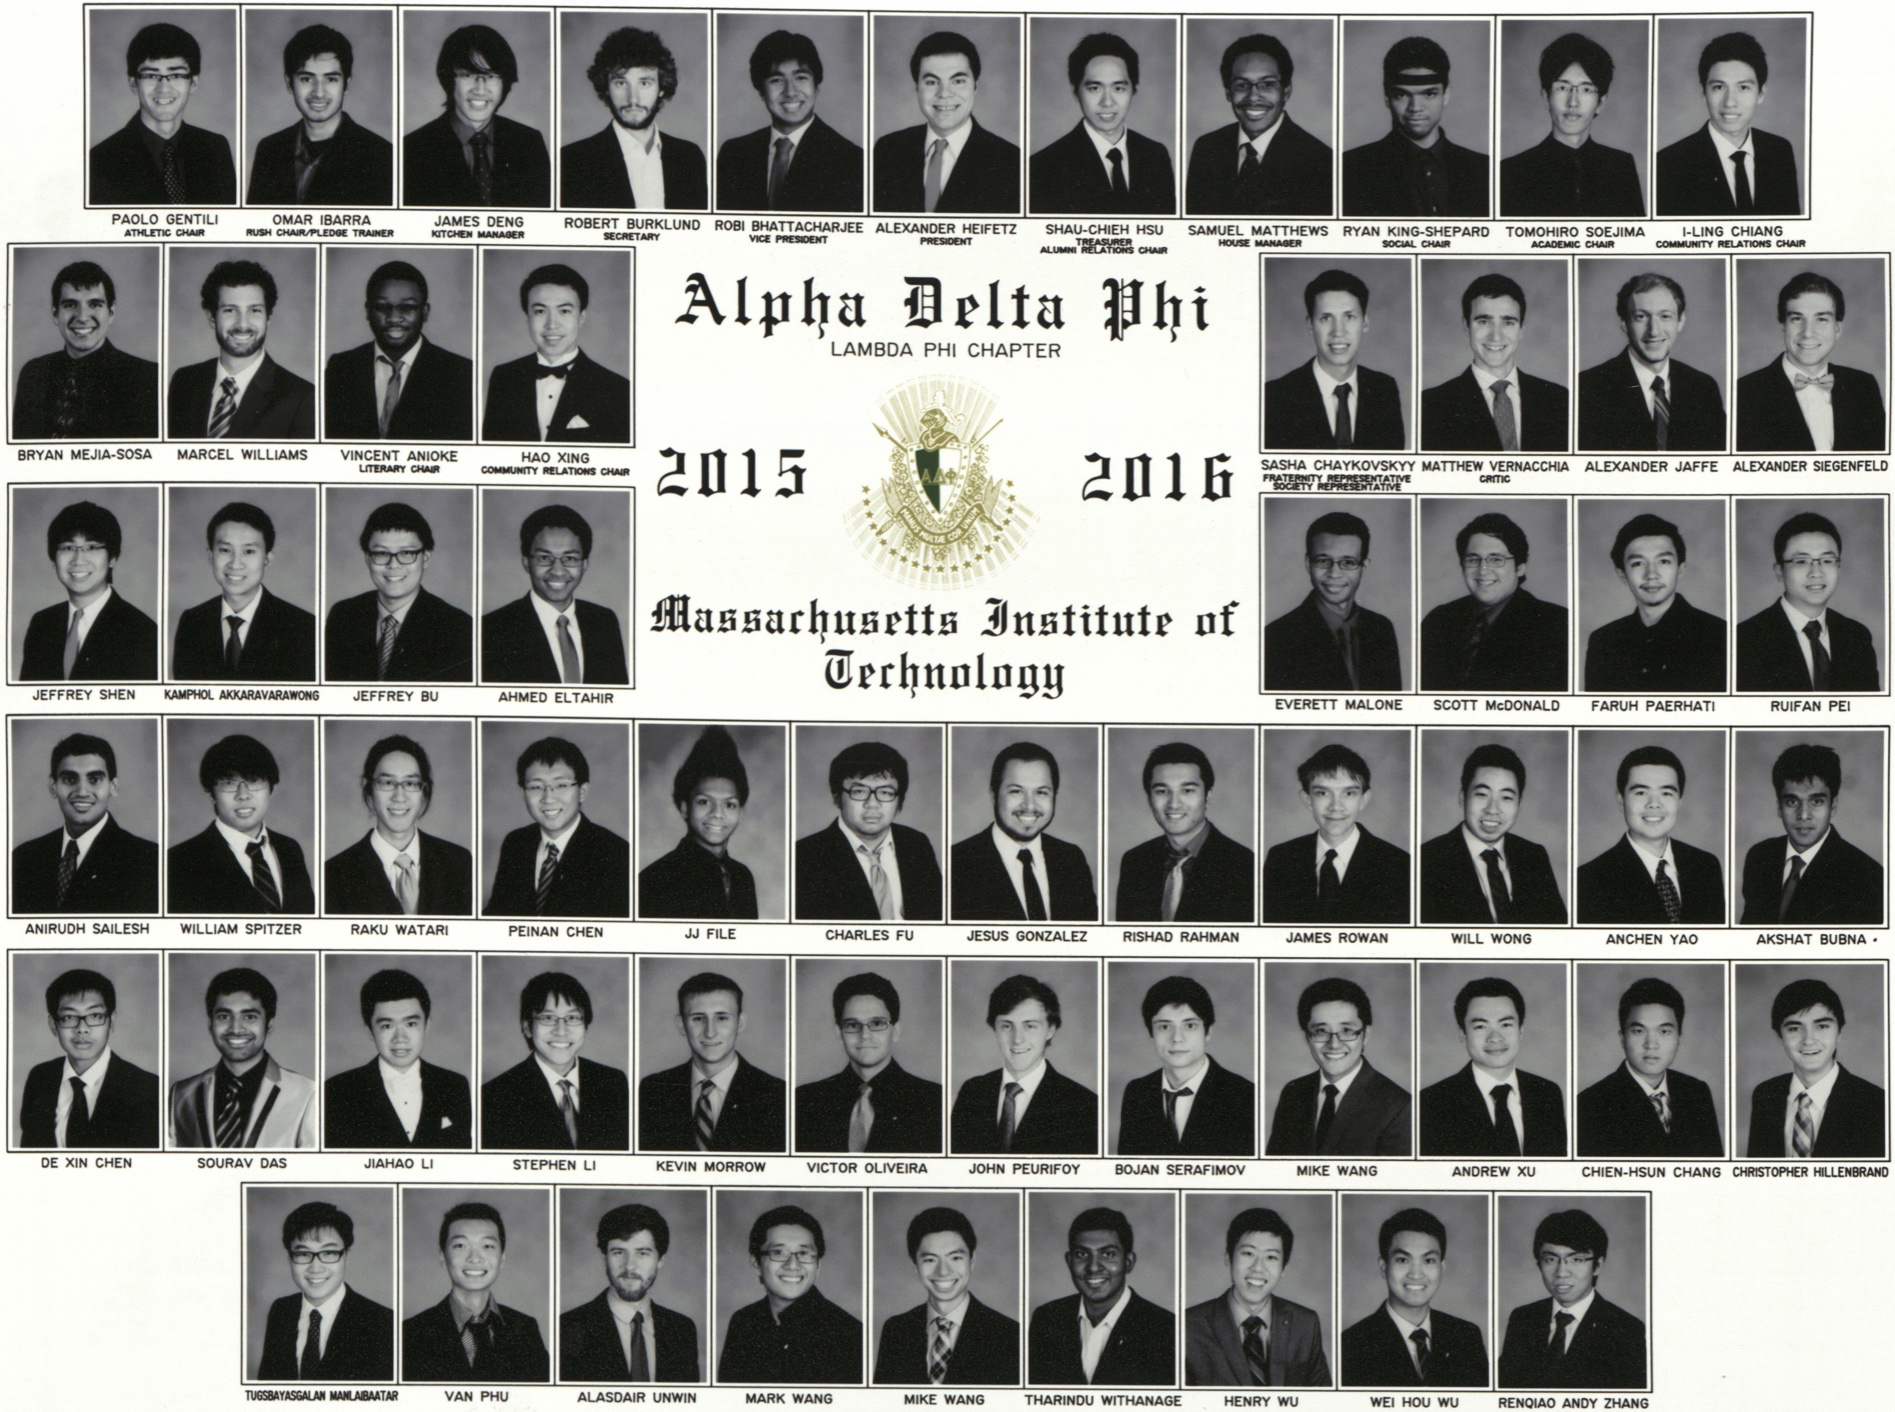 PAOLO GENTILI
ATHLETIC CHAIR
OMAR IBARRA
RUSH CHAIR/PLEDGE TRAINER
JAMES DENG
KITCHEN MANAGER
ROBERT BURKLUND
SECRETARY
ROBI BHATTACHARJEE
VICE PRESIDENT
ALEXANDER HEIFETZ
PRESIDENT
SHAU-CHIEH HSU
TREASURER
ALUMNI RELATIONS CHAIR
SAMUEL MATTHEWS
HOUSE MANAGER
RYAN KING-SHEPARD
SOCIAL CHAIR
TOMOHIRO SOEJIMA
ACADEMIC CHAIR
I-LING CHIANG
COMMUNITY RELATIONS CHAIR
Alpha Delta Phi
LAMBDA PHI CHAPTER
BRYAN MEJIA-SOSA
MARCEL WILLIAMS
VINCENT ANIOKE
LITERARY CHAIR
HAO XING
COMMUNITY RELATIONS CHAIR
2015
ΑΔΦ
2016
SASHA CHAYKOVSKYY
FRATERNITY REPRESENTATIVE
SOCIETY REPRESENTATIVE
MATTHEW VERNACCHIA
CRITIC
ALEXANDER JAFFE
ALEXANDER SIEGENFELD
Massachusetts Institute of
Technology
JEFFREY SHEN
KAMPHOL AKKARAVARAWONG
JEFFREY BU
AHMED ELTAHIR
EVERETT MALONE
SCOTT McDONALD
FARUH PAERHATI
RUIFAN PEI
ANIRUDH SAILESH
WILLIAM SPITZER
RAKU WATARI
PEINAN CHEN
JJ FILE
CHARLES FU
JESUS GONZALEZ
RISHAD RAHMAN
JAMES ROWAN
WILL WONG
ANCHEN YAO
AKSHAT BUBNA
DE XIN CHEN
SOURAV DAS
JIAHAO LI
STEPHEN LI
KEVIN MORROW
VICTOR OLIVEIRA
JOHN PEURIFOY
BOJAN SERAFIMOV
MIKE WANG
ANDREW XU
CHIEN-HSUN CHANG
CHRISTOPHER HILLENBRAND
TUGSBAYASGALAN MANLAIBAATAR
VAN PHU
ALASDAIR UNWIN
MARK WANG
MIKE WANG
THARINDU WITHANAGE
HENRY WU
WEI HOU WU
RENQIAO ANDY ZHANG